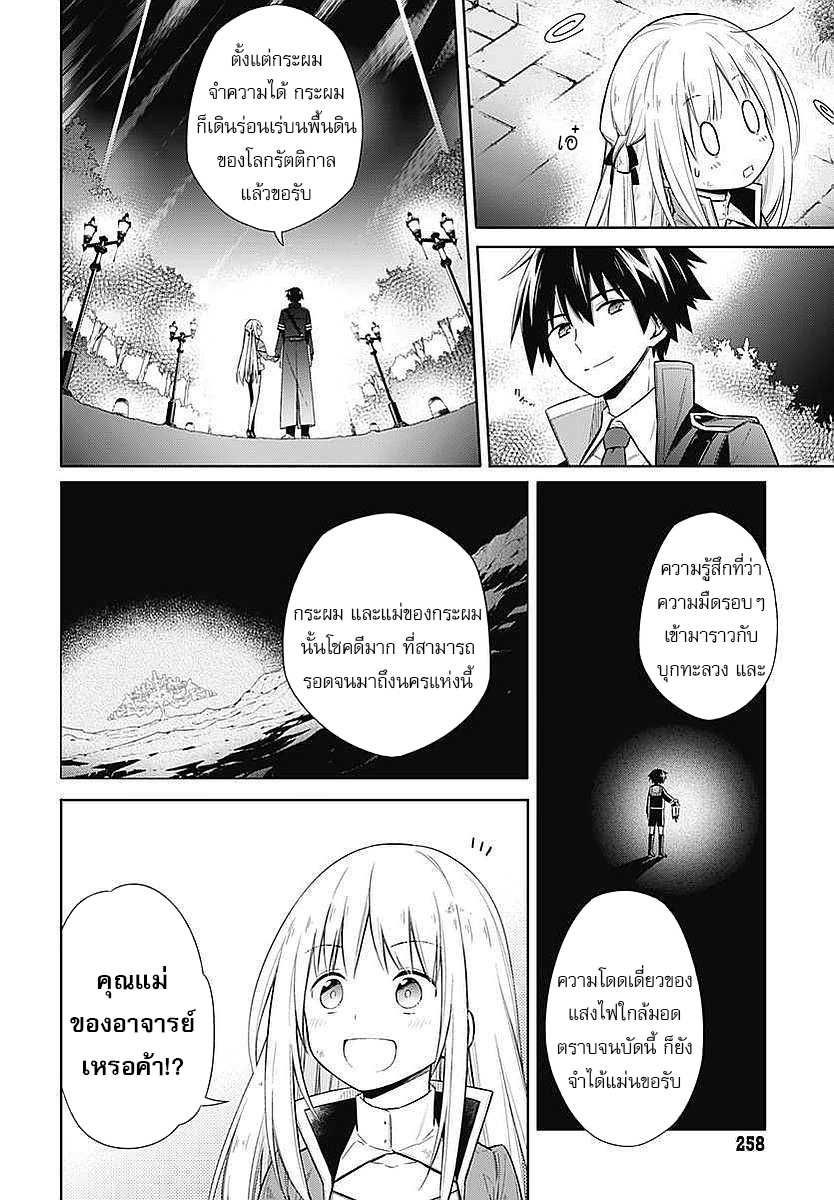 เอ๋
ตั้งแต่กระผม
จำความได้ กระผม
ก็เดินร่อนเร่บนพื้นดิน
ของโลกรัตติกาล
แล้วขอรับ
ความรู้สึกที่ว่า
ความมืดรอบๆ
เข้ามาราวกับ
บุกทะลวง และ
ความโดดเดี่ยวของ
แสงไฟใกล้มอด
ตราบจนบัดนี้ ก็ยัง
จำได้แม่นขอรับ
กระผม และแม่ของกระผม
นั้นโชคดีมาก ที่สามารถ
รอดจนมาถึงนครแห่งนี้
คุณแม่
ของอาจารย์
เหรอค้า!?
258